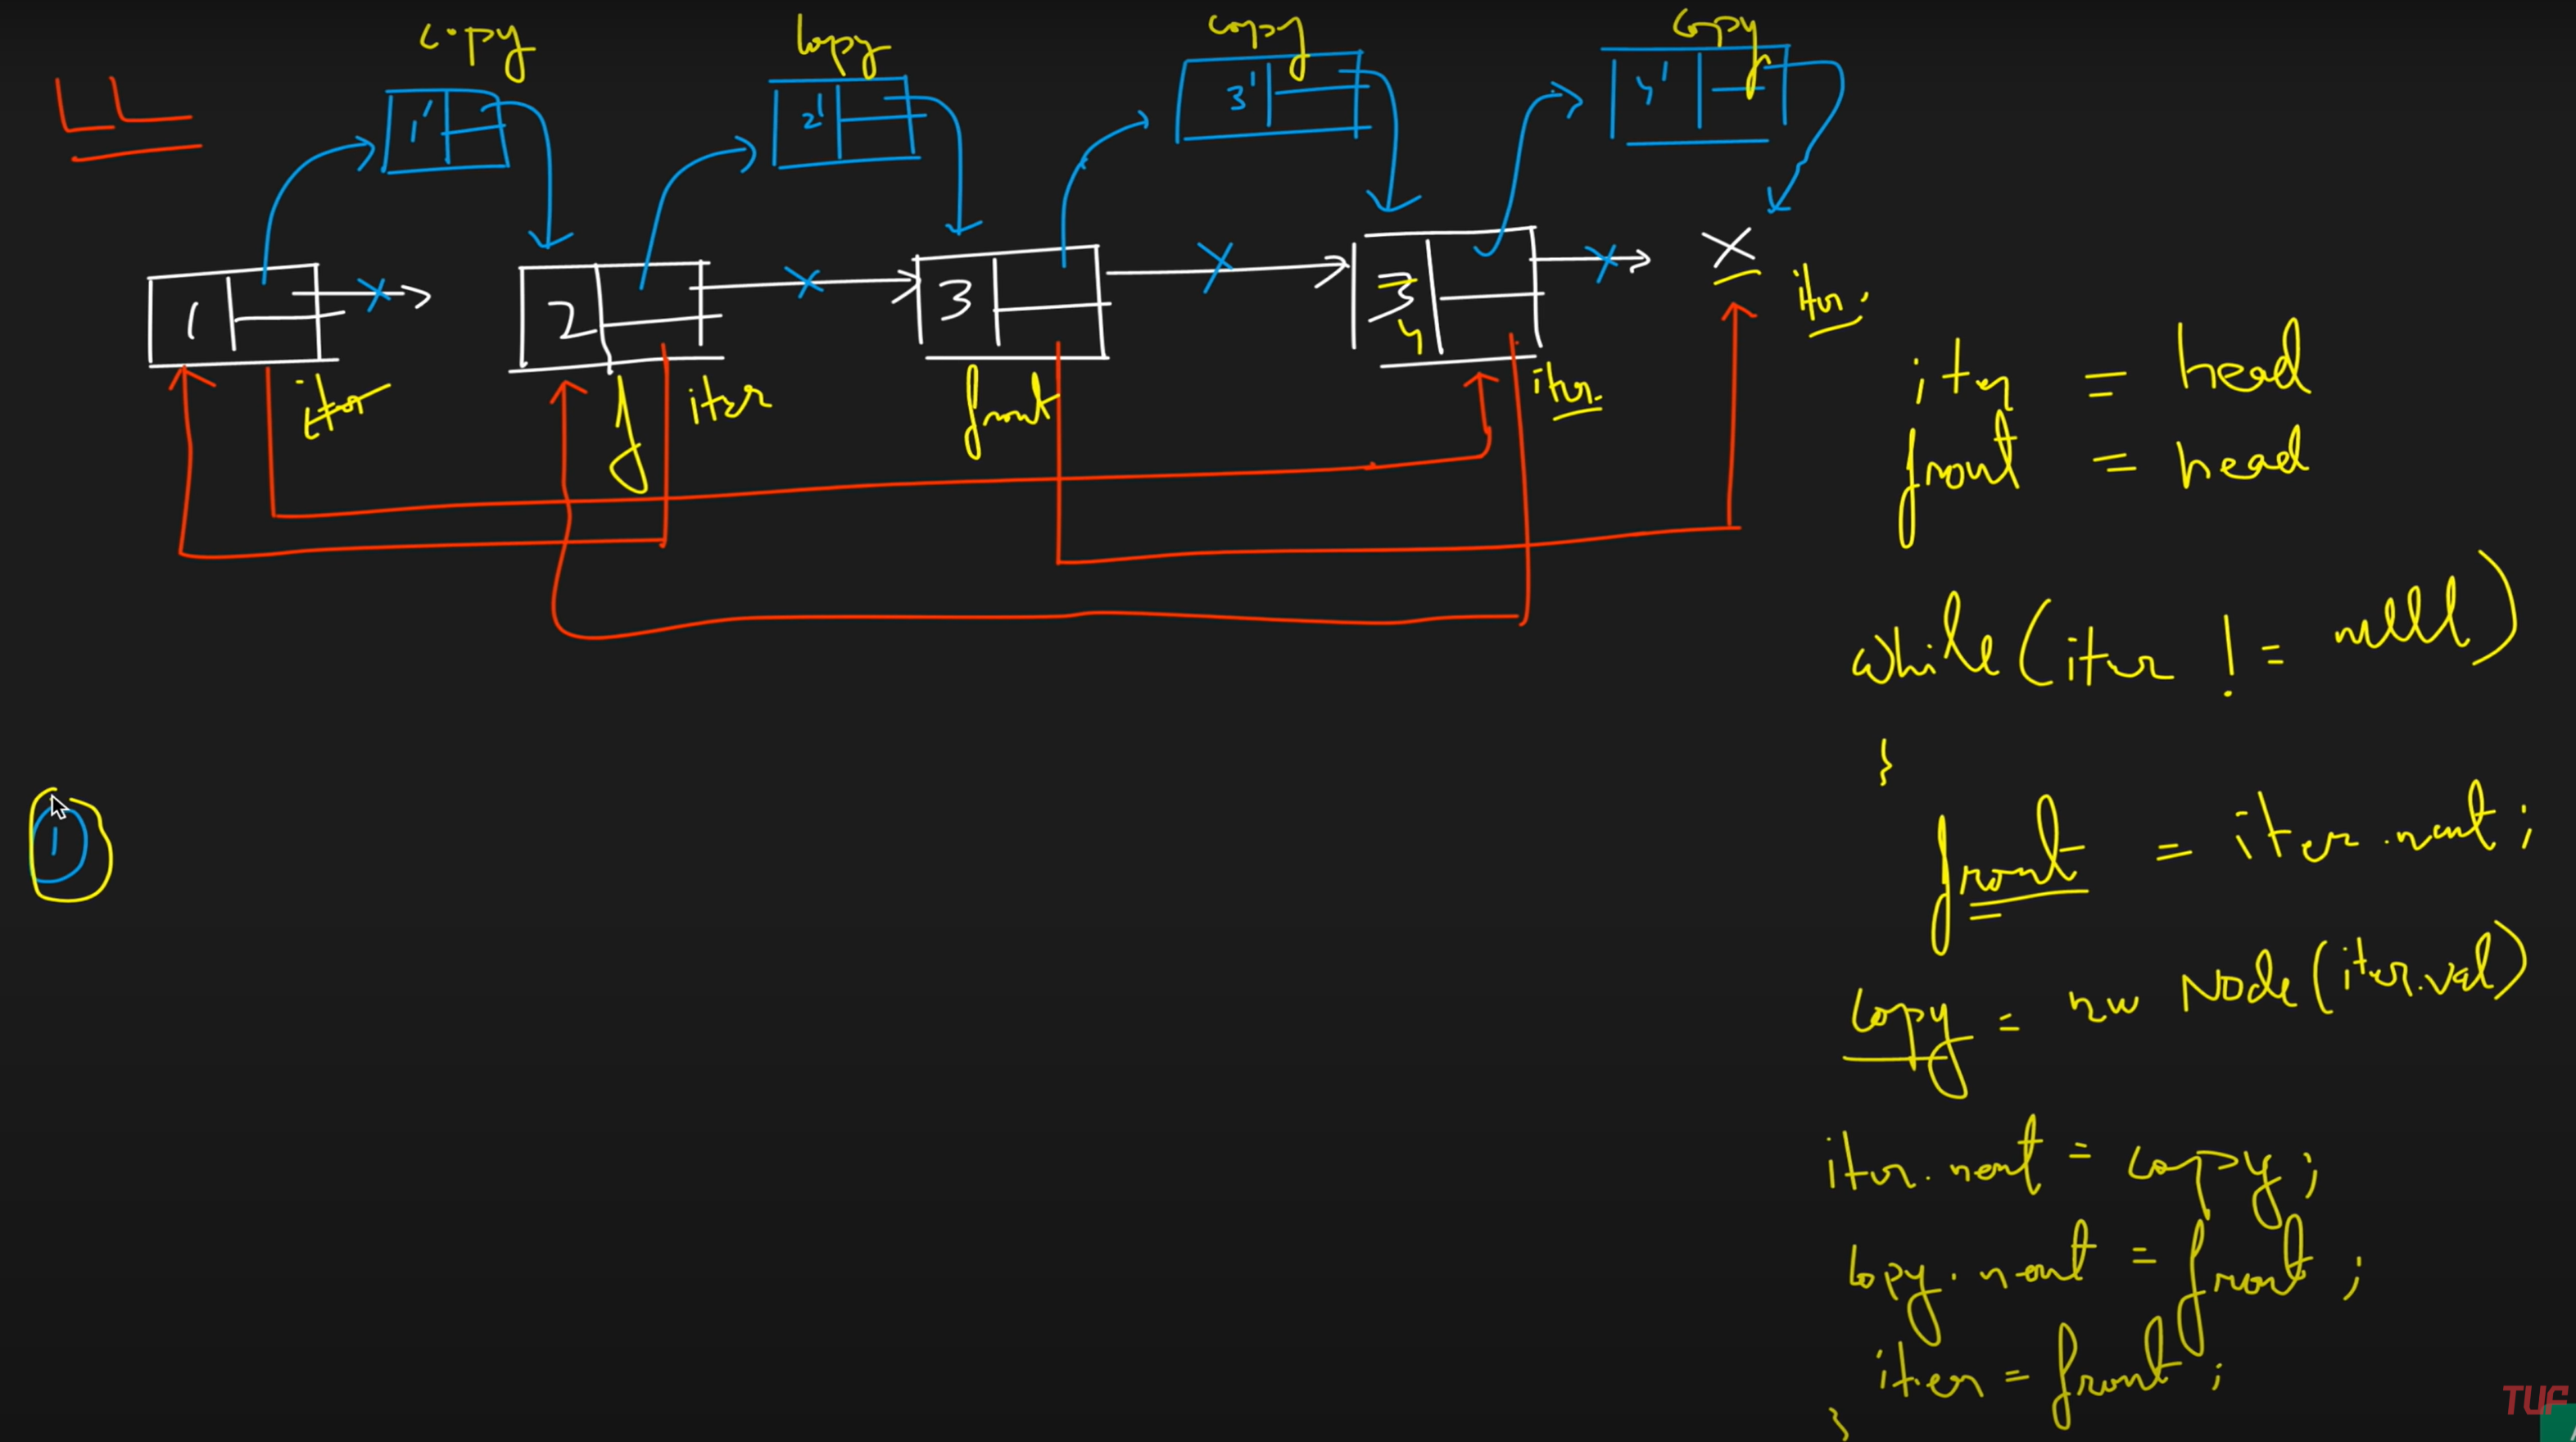 copy copy copy copy
LL
1' 2' 3' 4'
1 2 3 3 X
4
iter f iter front iter. iter.
iter = head
front = head
while(iter != null)
{
front = iter.next;
copy = new Node(iter.val)
iter.next = copy;
copy.next = front;
iter = front;
}
1
TUF